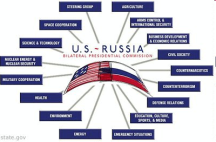 STEERING GROUP
AGRICULTURE
SPACE COOPERATION
ARMS CONTROL &
INTERNATIONAL SECURITY
SCIENCE & TECHNOLOGY
BUSINESS DEVELOPMENT
& ECONOMIC RELATIONS
U.S.-RUSSIA
BILATERAL PRESIDENTIAL COMMISSION
CIVIL SOCIETY
NUCLEAR ENERGY &
NUCLEAR SECURITY
COUNTERNARCOTICS
MILITARY COOPERATION
COUNTERTERRORISM
HEALTH
DEFENSE RELATIONS
ENVIRONMENT
EDUCATION, CULTURE,
SPORTS, & MEDIA
ENERGY
EMERGENCY SITUATIONS
state.gov